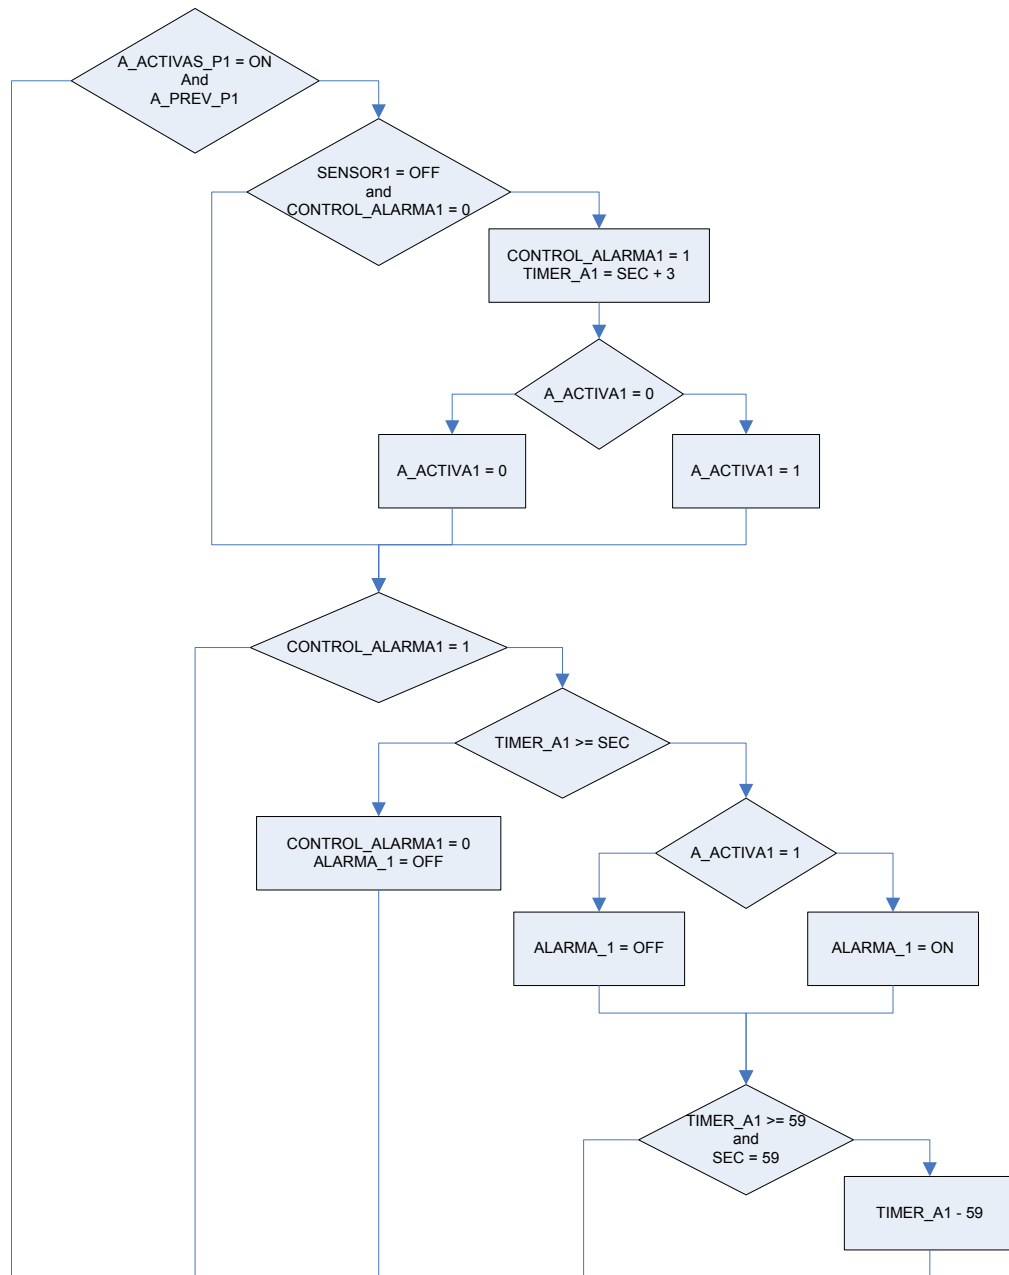 A_ACTIVAS_P1 = ON
And
A_PREV_P1
SENSOR1 = OFF
and
CONTROL_ALARMA1 = 0
CONTROL_ALARMA1 = 1
TIMER_A1 = SEC + 3
A_ACTIVA1 = 0
A_ACTIVA1 = 0
A_ACTIVA1 = 1
CONTROL_ALARMA1 = 1
TIMER_A1 >= SEC
CONTROL_ALARMA1 = 0
ALARMA_1 = OFF
A_ACTIVA1 = 1
ALARMA_1 = OFF
ALARMA_1 = ON
TIMER_A1 >= 59
and
SEC = 59
TIMER_A1 - 59